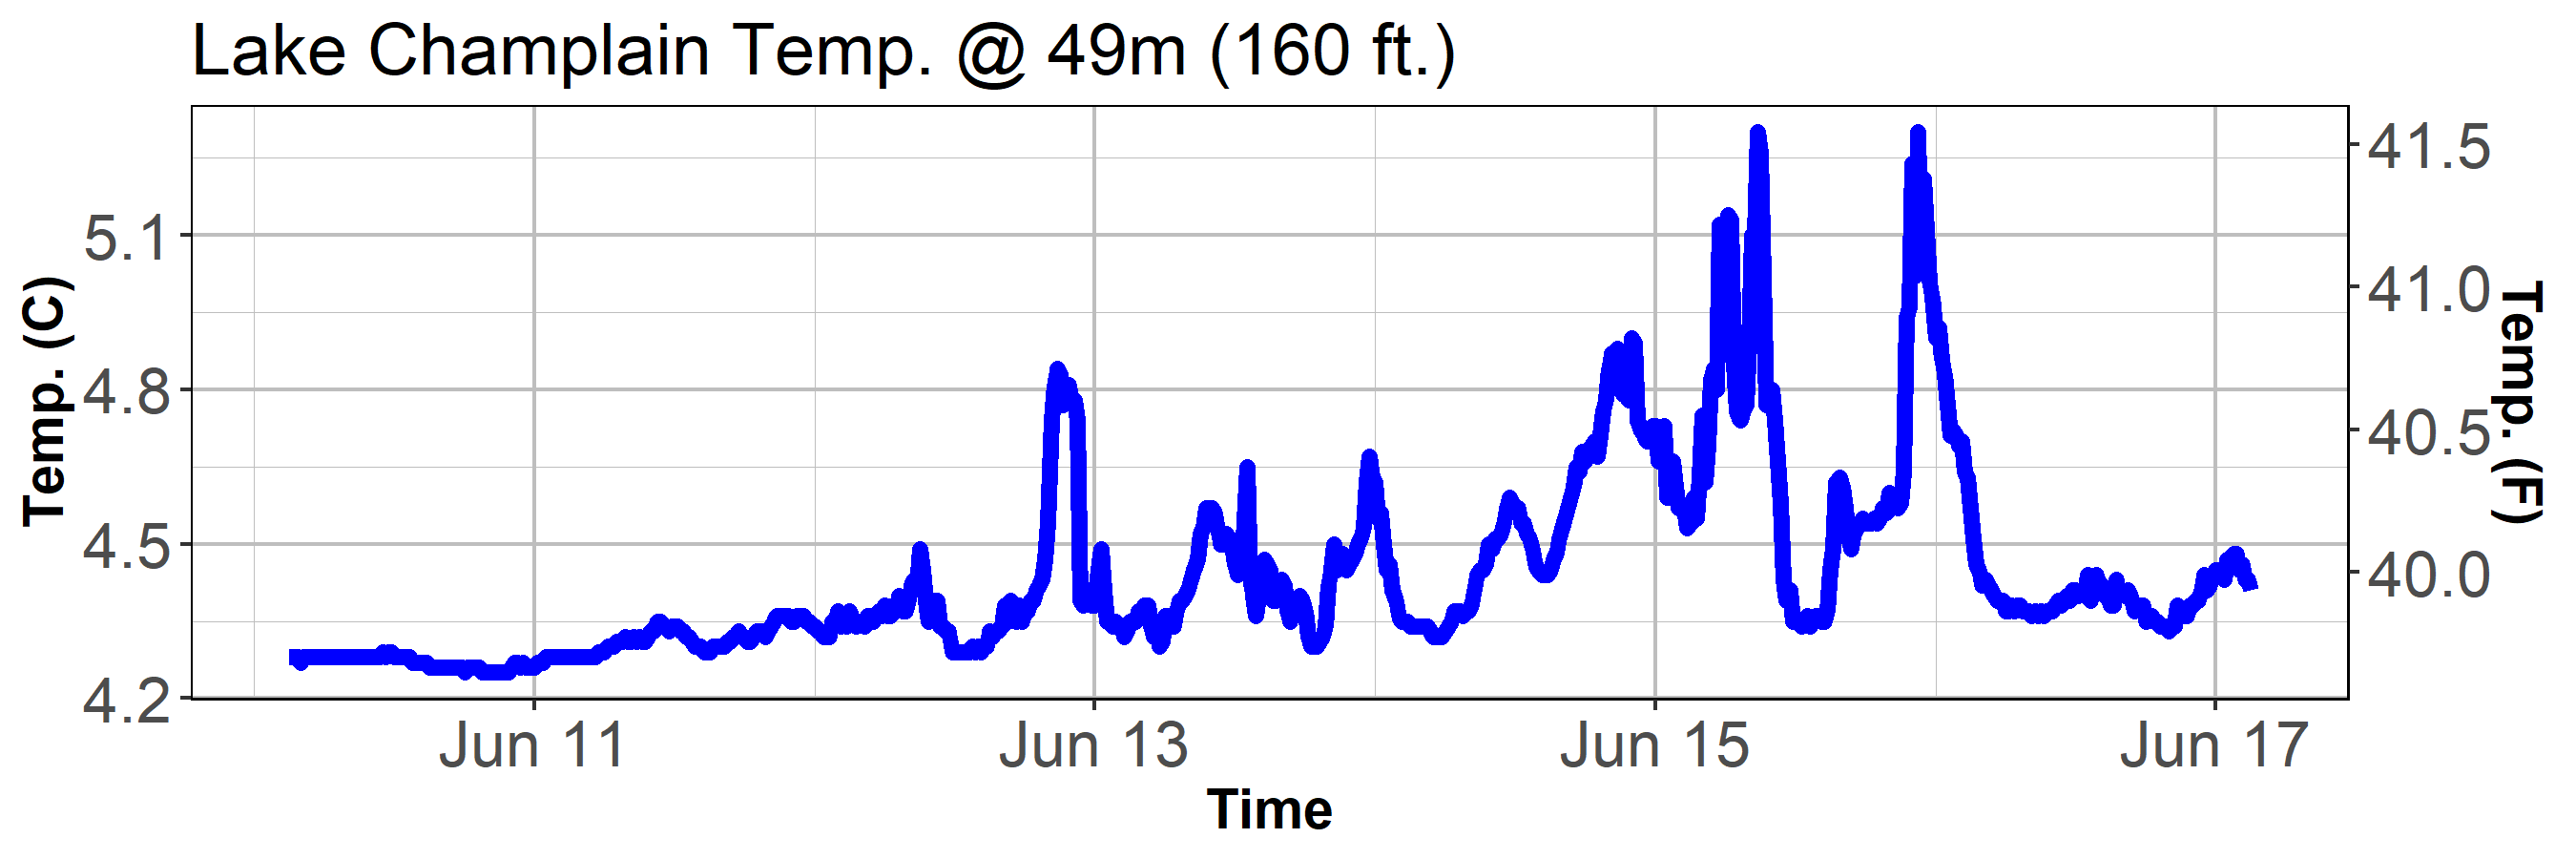 Lake Champlain Temp. @ 49m (160 ft.)
Temp. (C)
5.1
4.8
4.5
4.2
41.5
41.0
40.5
40.0
Temp. (F)
Jun 11
Jun 13
Jun 15
Jun 17
Time